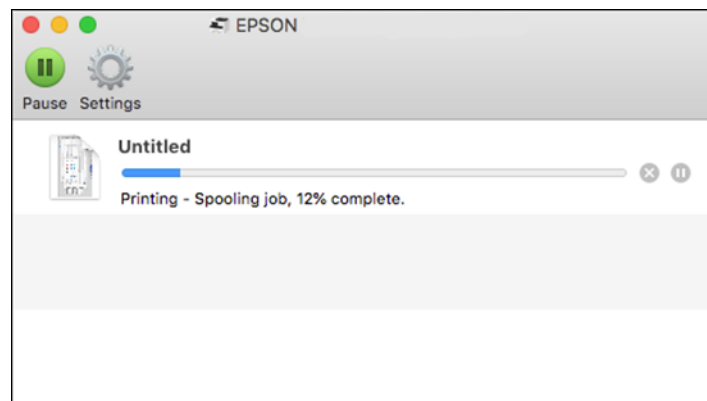 EPSON
Pause Settings
Untitled
Printing - Spooling job, 12% complete.